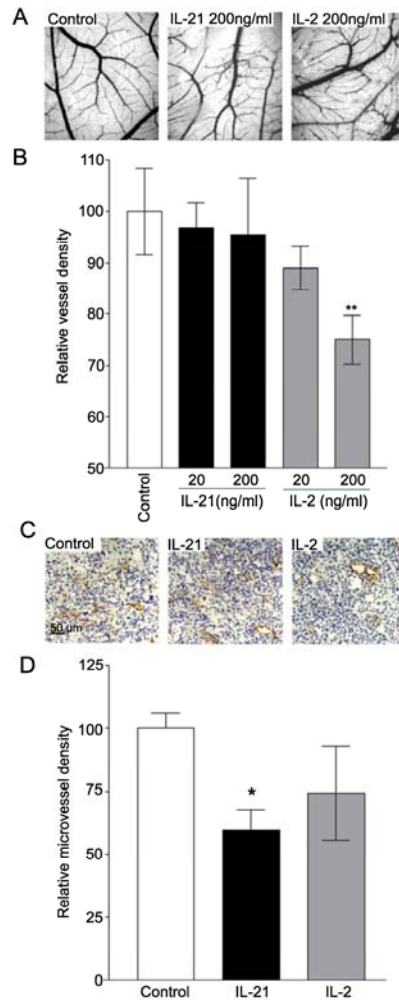 A
Control
IL-21 200ng/ml
IL-2 200ng/ml
B
Relative vessel density
110
100
90
80
70
60
50
**
Control
20
200
20
200
IL-21(ng/ml)
IL-2 (ng/ml)
C
Control
IL-21
IL-2
50 um
D
Relative microvessel density
125
100
75
50
25
0
*
Control
IL-21
IL-2